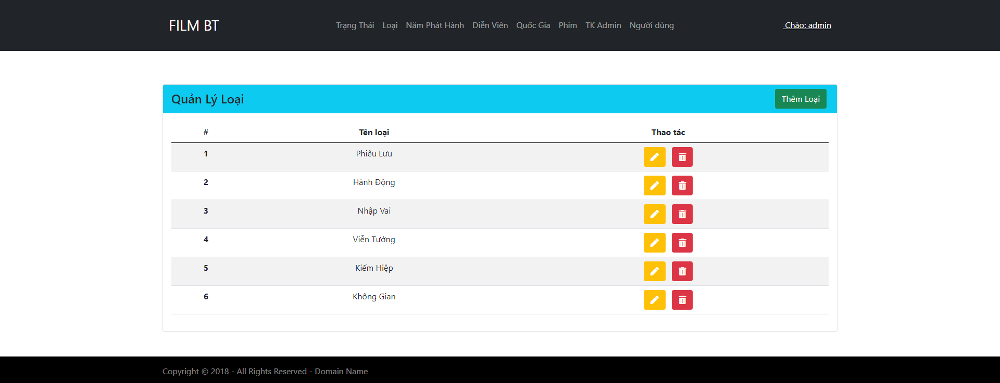 FILM BT
Trạng Thái Loại Năm Phát Hành Diễn Viên Quốc Gia Phim TK Admin Người dùng
Chào: admin
Quản Lý Loại
Thêm Loại
# Tên loại Thao tác
1 Phiêu Lưu
2 Hành Động
3 Nhập Vai
4 Viễn Tưởng
5 Kiếm Hiệp
6 Không Gian
Copyright © 2018 - All Rights Reserved - Domain Name